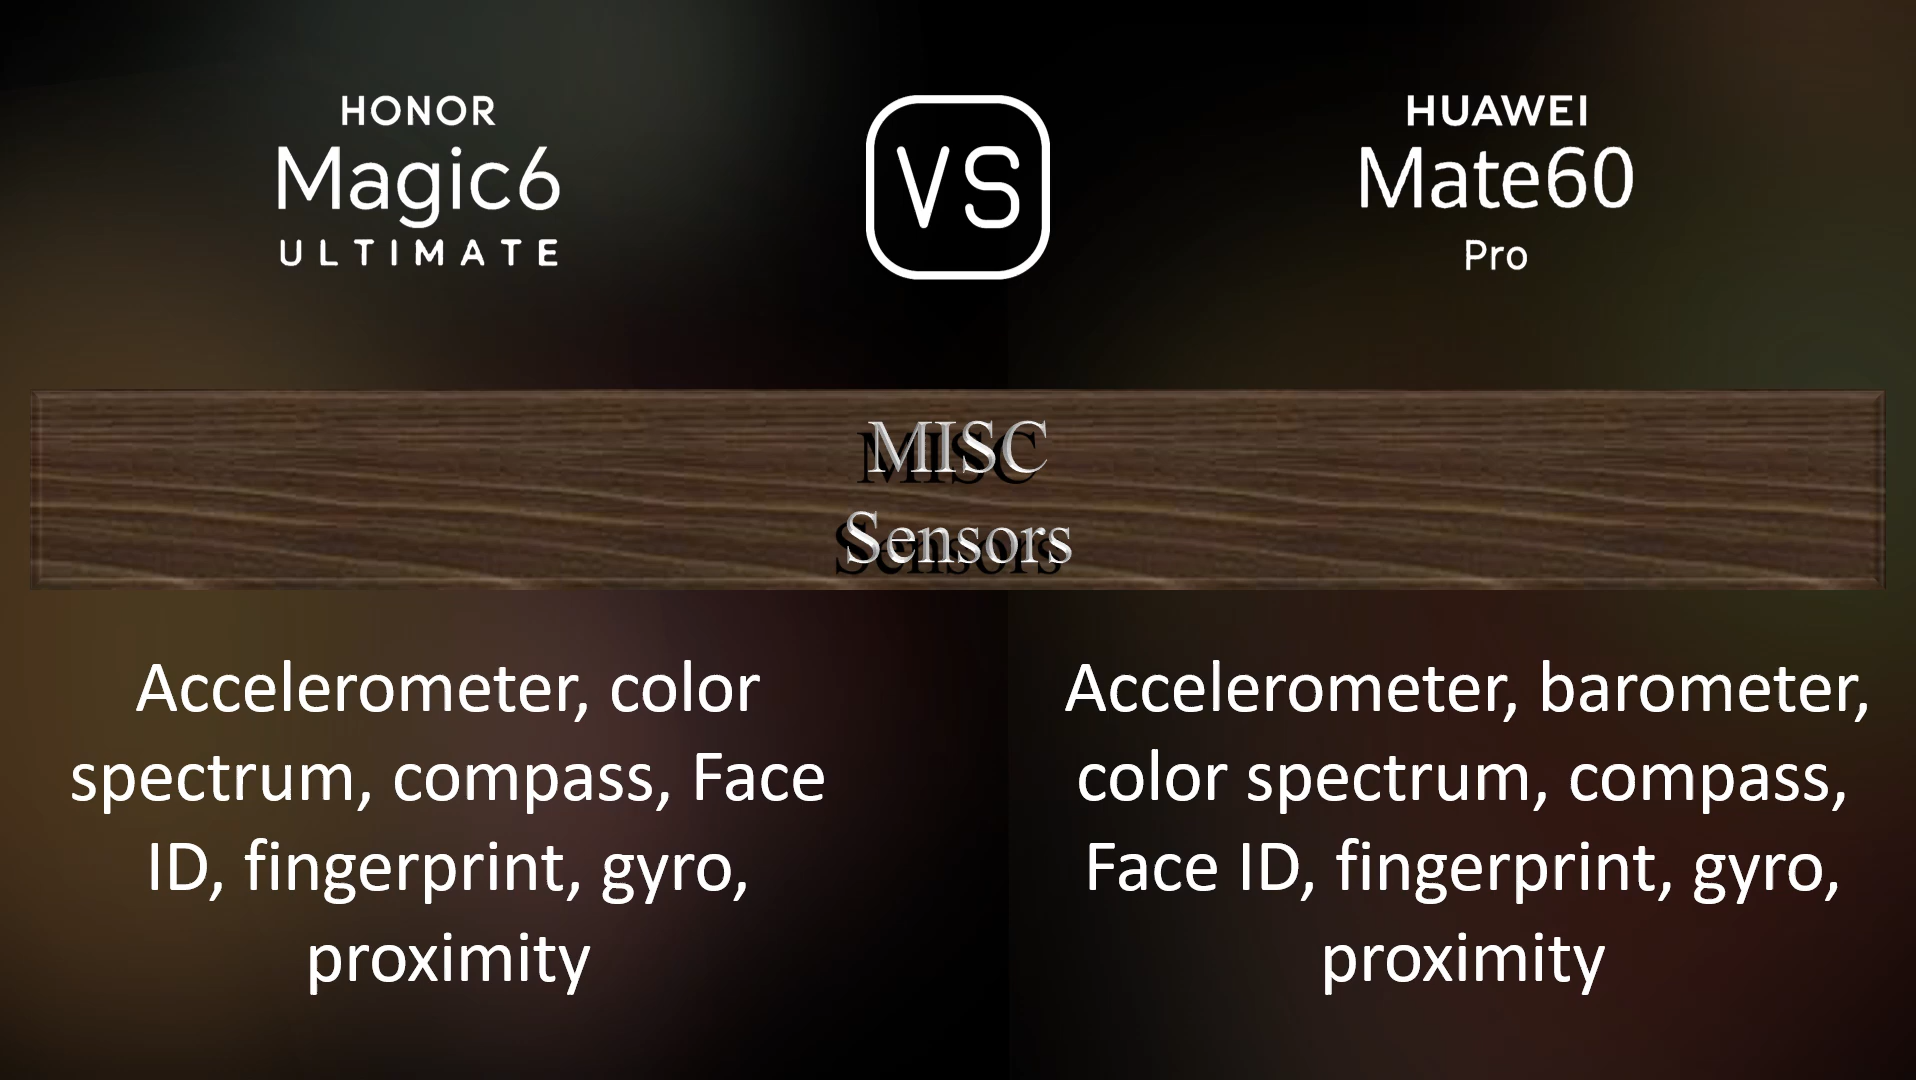 HONOR
Magic6
ULTIMATE
VS
HUAWEI
Mate60
Pro
MISC
Sensors
Accelerometer, color
spectrum, compass, Face
ID, fingerprint, gyro,
proximity
Accelerometer, barometer,
color spectrum, compass,
Face ID, fingerprint, gyro,
proximity